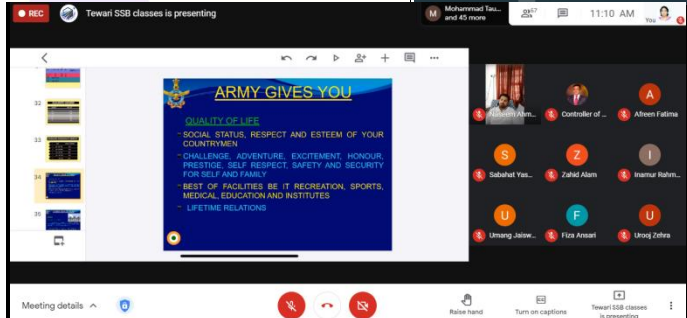 REC
Tewari SSB classes is presenting
M
Mohammad Tau...
and 45 more
57
11:10 AM
You
32
33
34
35
ARMY GIVES YOU
QUALITY OF LIFE
– SOCIAL STATUS, RESPECT AND ESTEEM OF YOUR
COUNTRYMEN
– CHALLENGE, ADVENTURE, EXCITEMENT, HONOUR,
PRESTIGE, SELF RESPECT, SAFETY AND SECURITY
FOR SELF AND FAMILY
– BEST OF FACILITIES BE IT RECREATION, SPORTS,
MEDICAL, EDUCATION AND INSTITUTES
– LIFETIME RELATIONS
Naseem Ahm...
Controller of ...
A
Afreen Fatima
S
Sabahat Yas...
Z
Zahid Alam
I
Inamur Rahm...
U
Umang Jaisw...
F
Fiza Ansari
U
Urooj Zehra
Meeting details
Raise hand
Turn on captions
Tewari SSB classes
is presenting